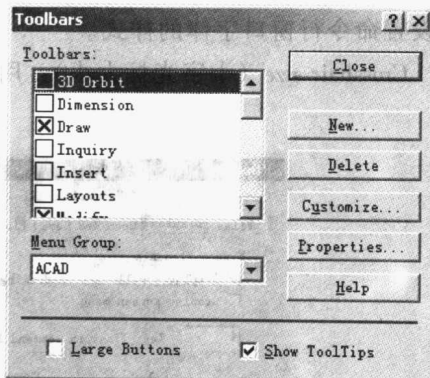 Toolbars
Toolbars:
3D Orbit
Dimension
Draw
Inquiry
Insert
Layouts
Modify
Menu Group:
ACAD
Close
New...
Delete
Customize...
Properties...
Help
Large Buttons
Show ToolTips